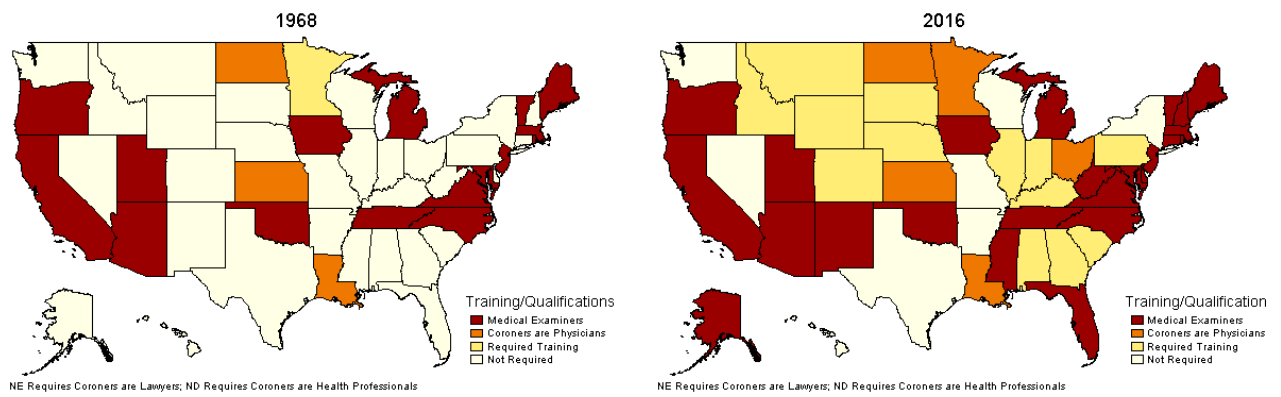 1968
Training/Qualifications
Medical Examiners
Coroners are Physicians
Required Training
Not Required
NE Requires Coroners are Lawyers; ND Requires Coroners are Health Professionals
2016
Training/Qualification
Medical Examiners
Coroners are Physicians
Required Training
Not Required
NE Requires Coroners are Lawyers; ND Requires Coroners are Health Professionals